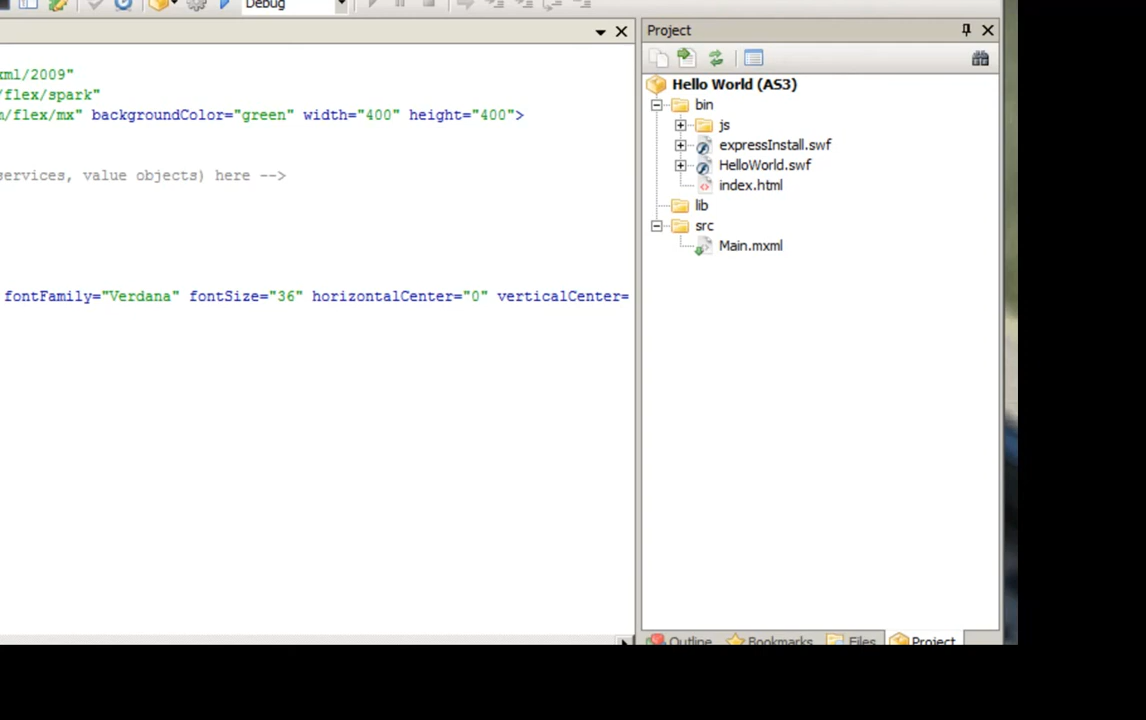 Debug
xml/2009"
/flex/spark"
m/flex/mx" backgroundColor="green" width="400" height="400">
services, value objects) here -->
fontFamily="Verdana" fontSize="36" horizontalCenter="0" verticalCenter=
Project
Hello World (AS3)
bin
js
expressInstall.swf
HelloWorld.swf
index.html
lib
src
Main.mxml
Outline Bookmarks Files Project